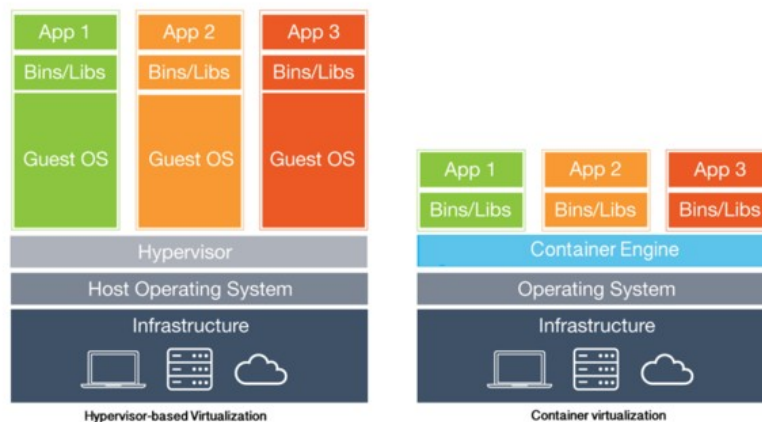 App 1
App 2
App 3
Bins/Libs
Bins/Libs
Bins/Libs
Guest OS
Guest OS
Guest OS
Hypervisor
Host Operating System
Infrastructure
Hypervisor-based Virtualization
App 1
App 2
App 3
Bins/Libs
Bins/Libs
Bins/Libs
Container Engine
Operating System
Infrastructure
Container virtualization